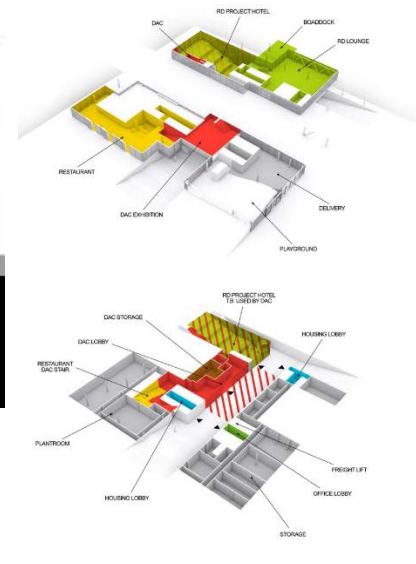 RD PROJECT HOTEL
DAC
BOADDOCK
RD LOUNGE
RESTAURANT
DAC EXHIBITION
DELIVERY
PLAYGROUND
RD PROJECT HOTEL
T.B. USED BY DAC
DAC STORAGE
DAC LOBBY
HOUSING LOBBY
RESTAURANT
DAC STAIR
PLANTROOM
FREIGHT LIFT
HOUSING LOBBY
OFFICE LOBBY
STORAGE